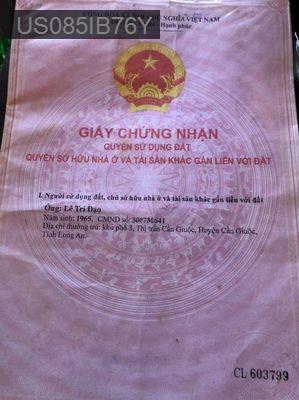 US085IB76Y
NGHĨA VIỆT NAM
Hạnh phúc
GIẤY CHỨNG NHẬN
QUYỀN SỬ DỤNG ĐẤT
QUYỀN SỞ HỮU NHÀ Ở VÀ TÀI SẢN KHÁC GẮN LIỀN VỚI ĐẤT
I. Người sử dụng đất, chủ sở hữu nhà ở và tài sản khác gắn liền với đất
Ông: Lê Trí Đạo
Năm sinh: 1965, CMND số: 300736641
Địa chỉ thường trú: khu phố 3, Thị trấn Cần Giuộc, Huyện Cần Giuộc,
Tỉnh Long An.
CL 603799